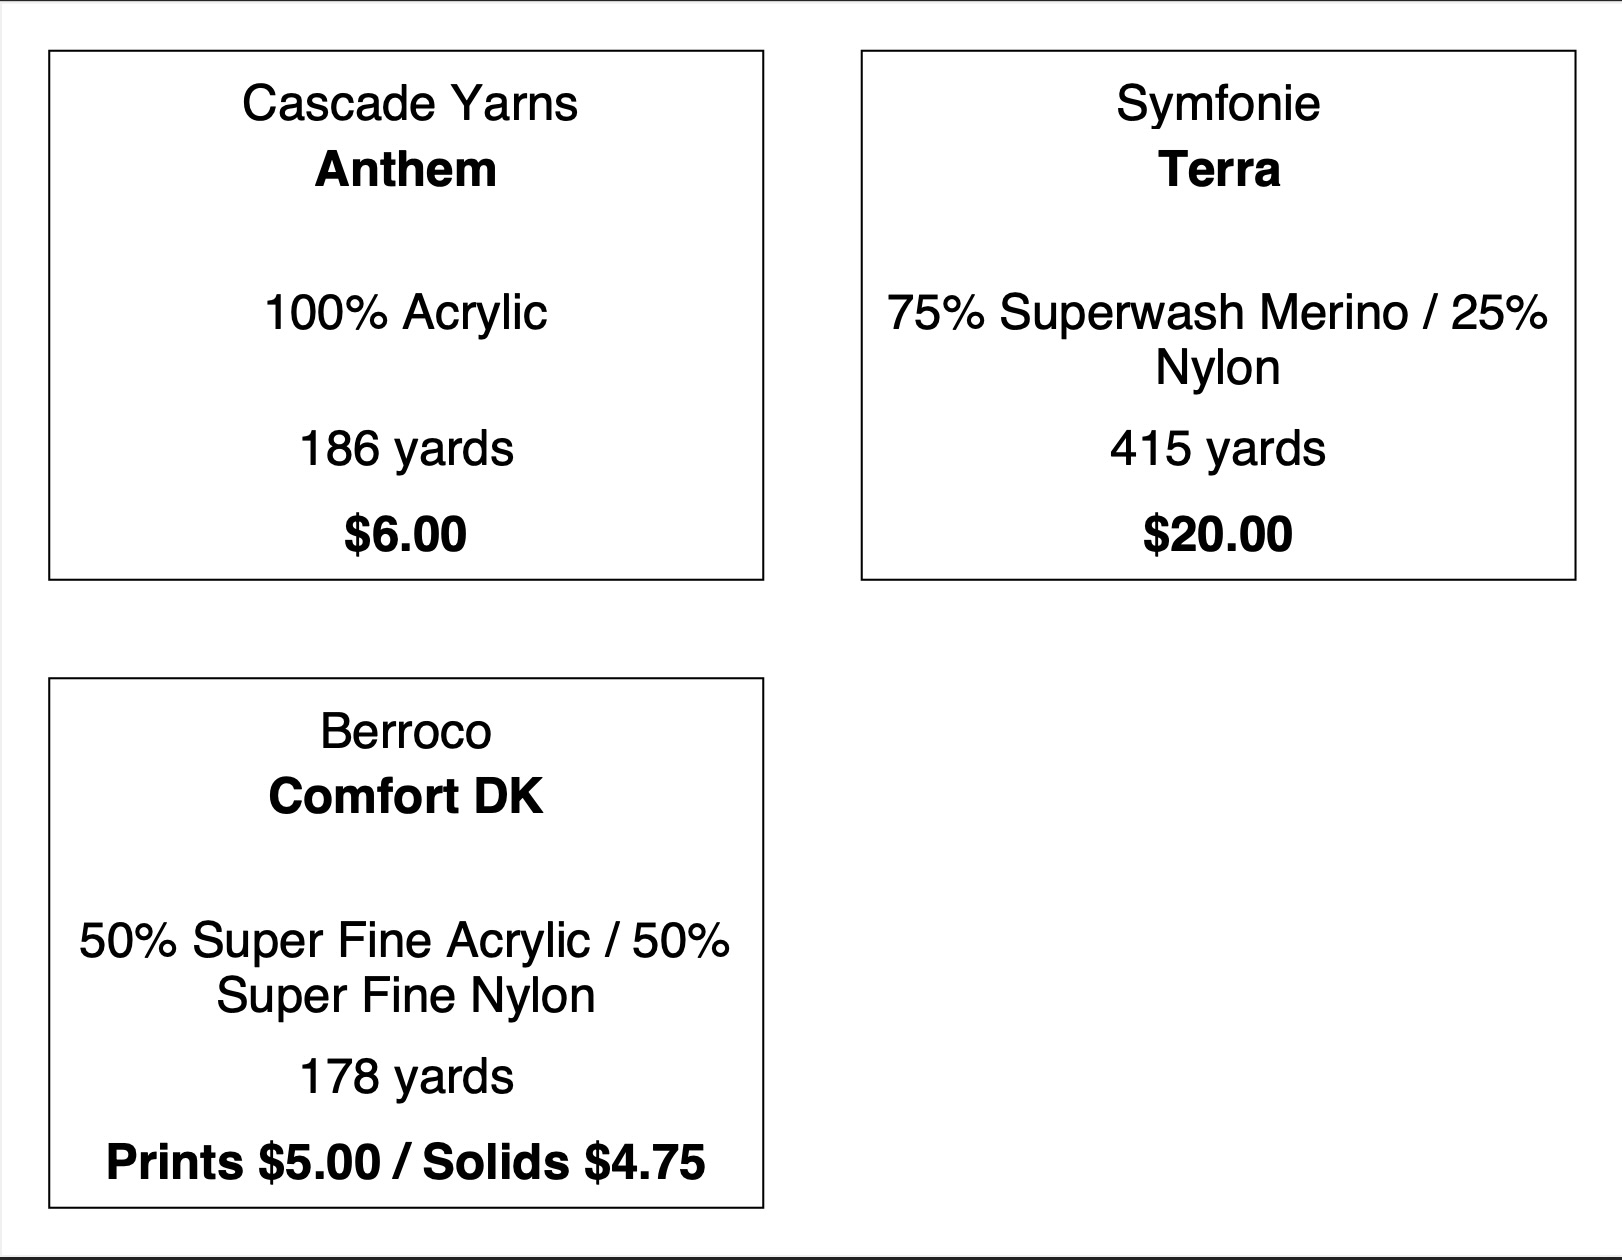 Cascade Yarns
Anthem
100% Acrylic
186 yards
$6.00
Symfonie
Terra
75% Superwash Merino / 25%
Nylon
415 yards
$20.00
Berroco
Comfort DK
50% Super Fine Acrylic / 50%
Super Fine Nylon
178 yards
Prints $5.00 / Solids $4.75